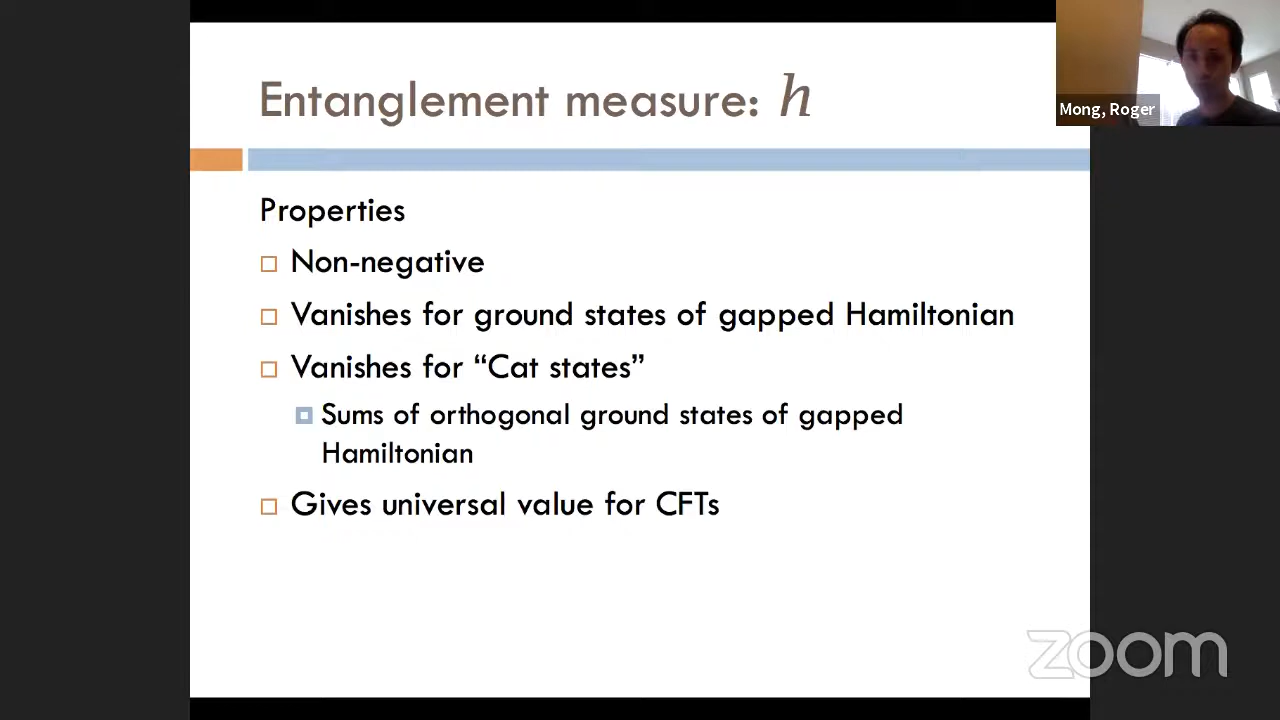 Entanglement measure: h
Mong, Roger
Properties
Non-negative
Vanishes for ground states of gapped Hamiltonian
Vanishes for “Cat states”
Sums of orthogonal ground states of gapped
Hamiltonian
Gives universal value for CFTs
zoom